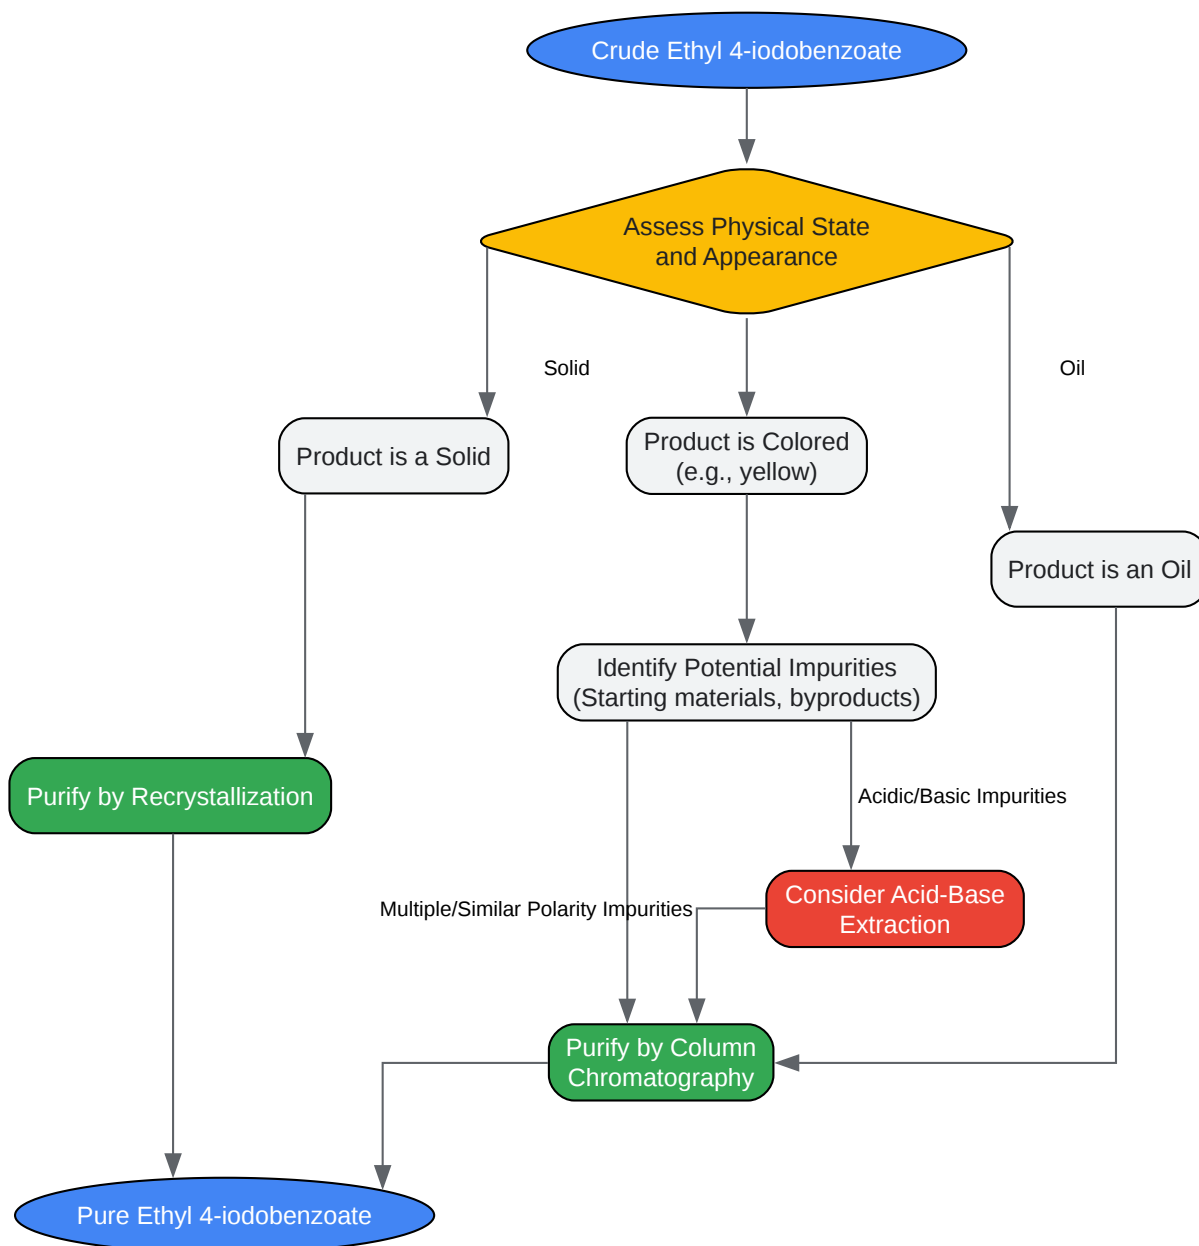 Crude Ethyl 4-iodobenzoate
Assess Physical State
and Appearance
Solid
Oil
Product is a Solid
Product is Colored
(e.g., yellow)
Product is an Oil
Identify Potential Impurities
(Starting materials, byproducts)
Purify by Recrystallization
Acidic/Basic Impurities
Multiple/Similar Polarity Impurities
Consider Acid-Base
Extraction
Purify by Column
Chromatography
Pure Ethyl 4-iodobenzoate